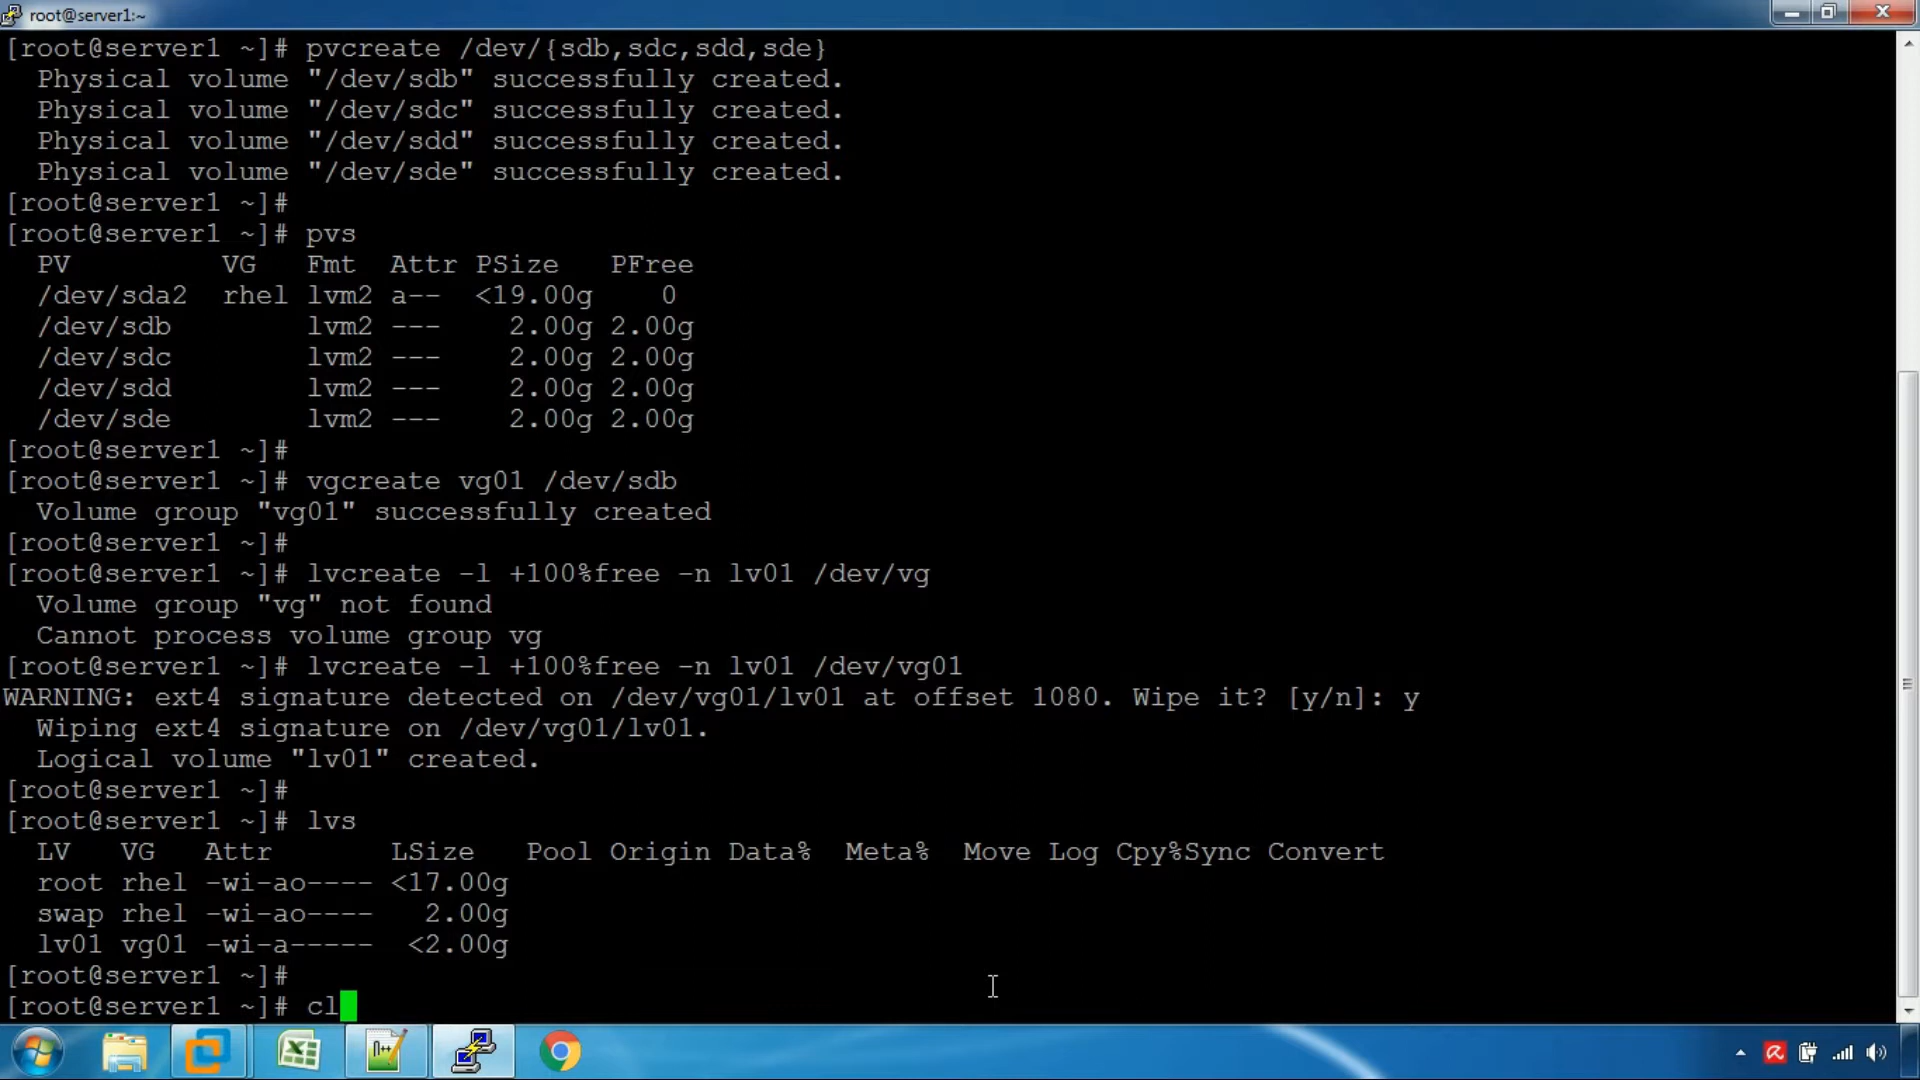 root@server1:~
[root@server1 ~]# pvcreate /dev/{sdb,sdc,sdd,sde}
  Physical volume "/dev/sdb" successfully created.
  Physical volume "/dev/sdc" successfully created.
  Physical volume "/dev/sdd" successfully created.
  Physical volume "/dev/sde" successfully created.
[root@server1 ~]#
[root@server1 ~]# pvs
  PV         VG   Fmt  Attr PSize   PFree
  /dev/sda2  rhel lvm2 a--  <19.00g    0
  /dev/sdb        lvm2 ---    2.00g 2.00g
  /dev/sdc        lvm2 ---    2.00g 2.00g
  /dev/sdd        lvm2 ---    2.00g 2.00g
  /dev/sde        lvm2 ---    2.00g 2.00g
[root@server1 ~]#
[root@server1 ~]# vgcreate vg01 /dev/sdb
  Volume group "vg01" successfully created
[root@server1 ~]#
[root@server1 ~]# lvcreate -l +100%free -n lv01 /dev/vg
  Volume group "vg" not found
  Cannot process volume group vg
[root@server1 ~]# lvcreate -l +100%free -n lv01 /dev/vg01
WARNING: ext4 signature detected on /dev/vg01/lv01 at offset 1080. Wipe it? [y/n]: y
  Wiping ext4 signature on /dev/vg01/lv01.
  Logical volume "lv01" created.
[root@server1 ~]#
[root@server1 ~]# lvs
  LV   VG   Attr       LSize   Pool Origin Data%  Meta%  Move Log Cpy%Sync Convert
  root rhel -wi-ao---- <17.00g
  swap rhel -wi-ao----   2.00g
  lv01 vg01 -wi-a-----  <2.00g
[root@server1 ~]#
[root@server1 ~]# cl